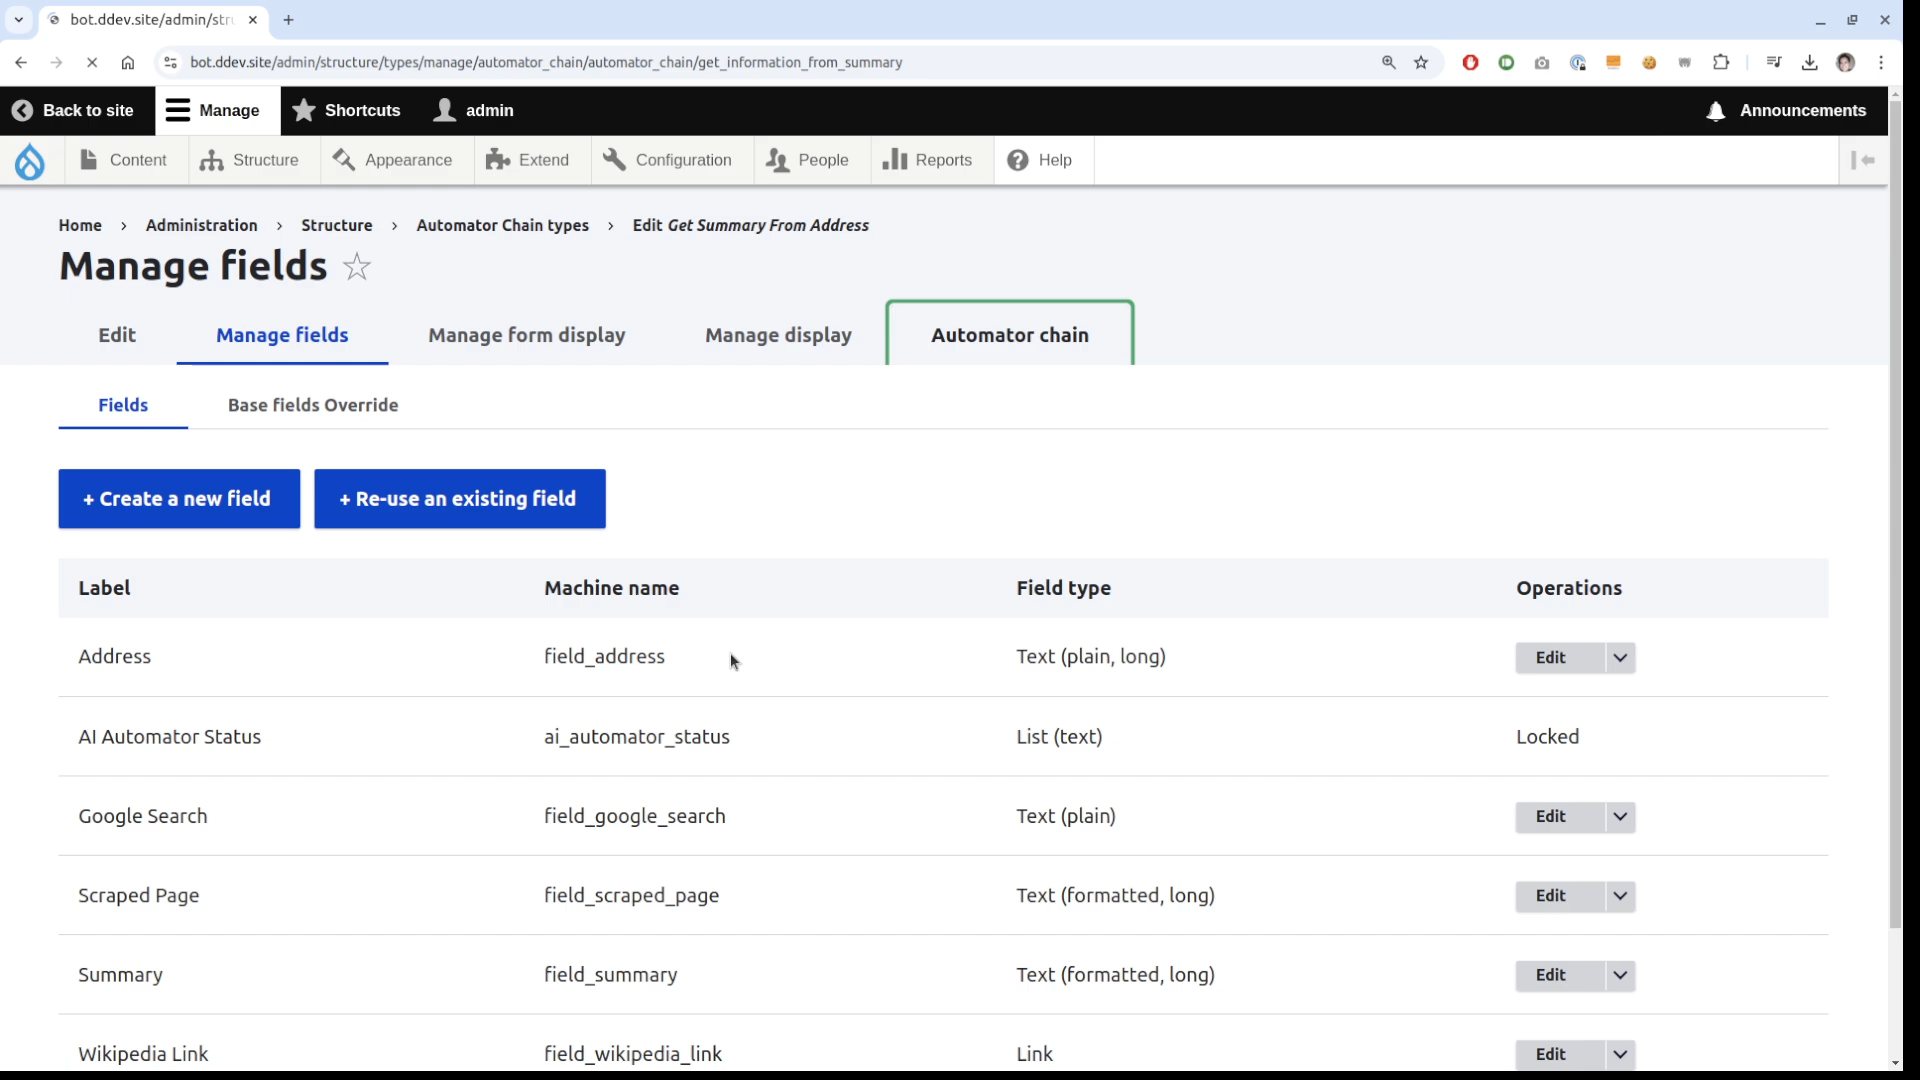 bot.ddev.site/admin/str
bot.ddev.site/admin/structure/types/manage/automator_chain/automator_chain/get_information_from_summary
Back to site Manage Shortcuts admin Announcements
Content Structure Appearance Extend Configuration People Reports Help
Home › Administration › Structure › Automator Chain types › Edit Get Summary From Address
Manage fields
Edit Manage fields Manage form display Manage display Automator chain
Fields Base fields Override
+ Create a new field + Re-use an existing field
Label Machine name Field type Operations
Address field_address Text (plain, long) Edit
AI Automator Status ai_automator_status List (text) Locked
Google Search field_google_search Text (plain) Edit
Scraped Page field_scraped_page Text (formatted, long) Edit
Summary field_summary Text (formatted, long) Edit
Wikipedia Link field_wikipedia_link Link Edit